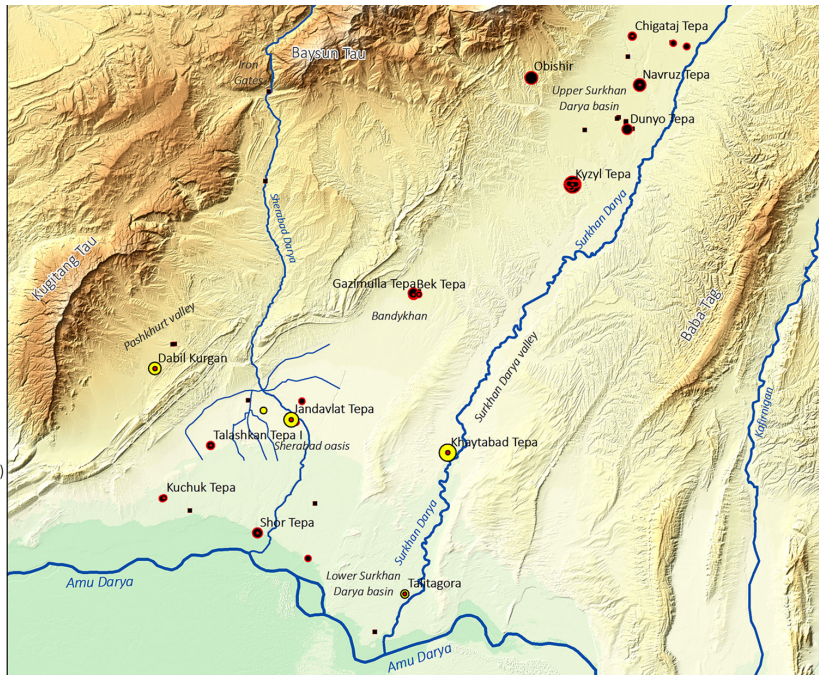 Chigataj Tepa
Baysun Tau
Iron
Gates
Obishir
Navruz Tepa
Upper Surkhan
Darya basin
Dunyo Tepa
Kyzyl Tepa
Sherabad Darya
Surkhan Darya
Kugitang Tau
Gazimulla Tepa
Bek Tepa
Bandykhan
Baba Tag
Pashkhurt valley
Dabil Kurgan
Surkhan Darya valley
Kafirnigan
Jandavlat Tepa
Talashkan Tepa I
Sherabad oasis
Khaytabad Tepa
)
Kuchuk Tepa
Shor Tepa
Surkhan Darya
Amu Darya
Lower Surkhan
Darya basin
Talitagora
Amu Darya